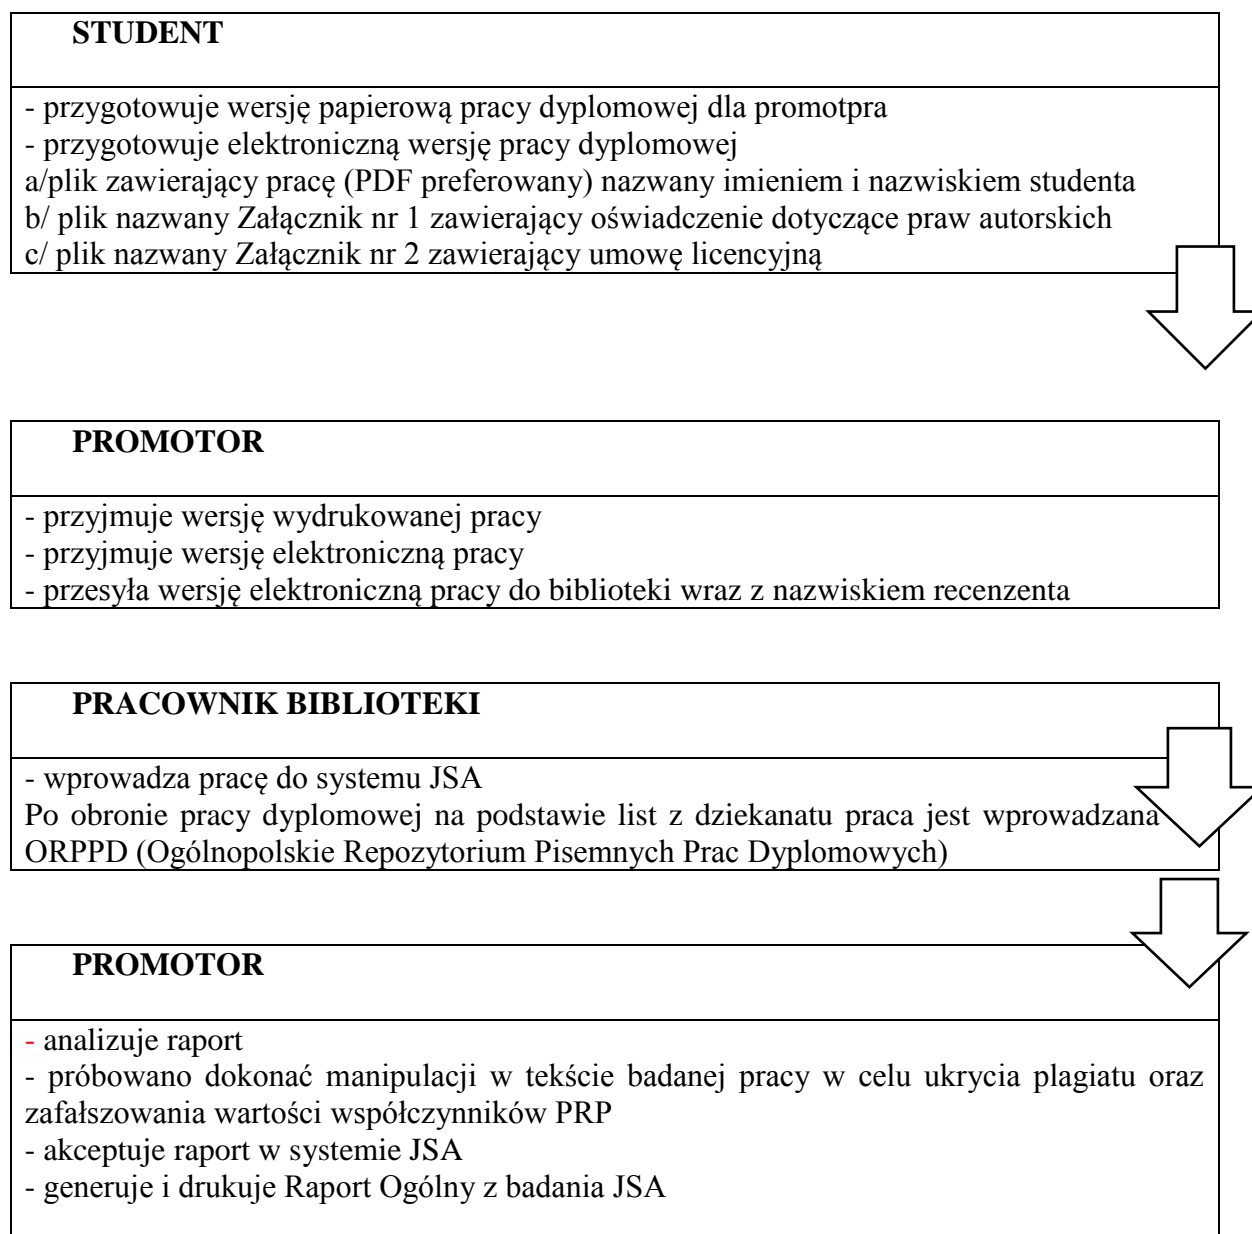 STUDENT
- przygotowuje wersję papierową pracy dyplomowej dla promotpra
- przygotowuje elektroniczną wersję pracy dyplomowej
a/plik zawierający pracę (PDF preferowany) nazwany imieniem i nazwiskiem studenta
b/ plik nazwany Załącznik nr 1 zawierający oświadczenie dotyczące praw autorskich
c/ plik nazwany Załącznik nr 2 zawierający umowę licencyjną
PROMOTOR
- przyjmuje wersję wydrukowanej pracy
- przyjmuje wersję elektroniczną pracy
- przesyła wersję elektroniczną pracy do biblioteki wraz z nazwiskiem recenzenta
PRACOWNIK BIBLIOTEKI
- wprowadza pracę do systemu JSA
Po obronie pracy dyplomowej na podstawie list z dziekanatu praca jest wprowadzana
ORPPD (Ogólnopolskie Repozytorium Pisemnych Prac Dyplomowych)
PROMOTOR
- analizuje raport
- próbowano dokonać manipulacji w tekście badanej pracy w celu ukrycia plagiatu oraz
zafałszowania wartości współczynników PRP
- akceptuje raport w systemie JSA
- generuje i drukuje Raport Ogólny z badania JSA